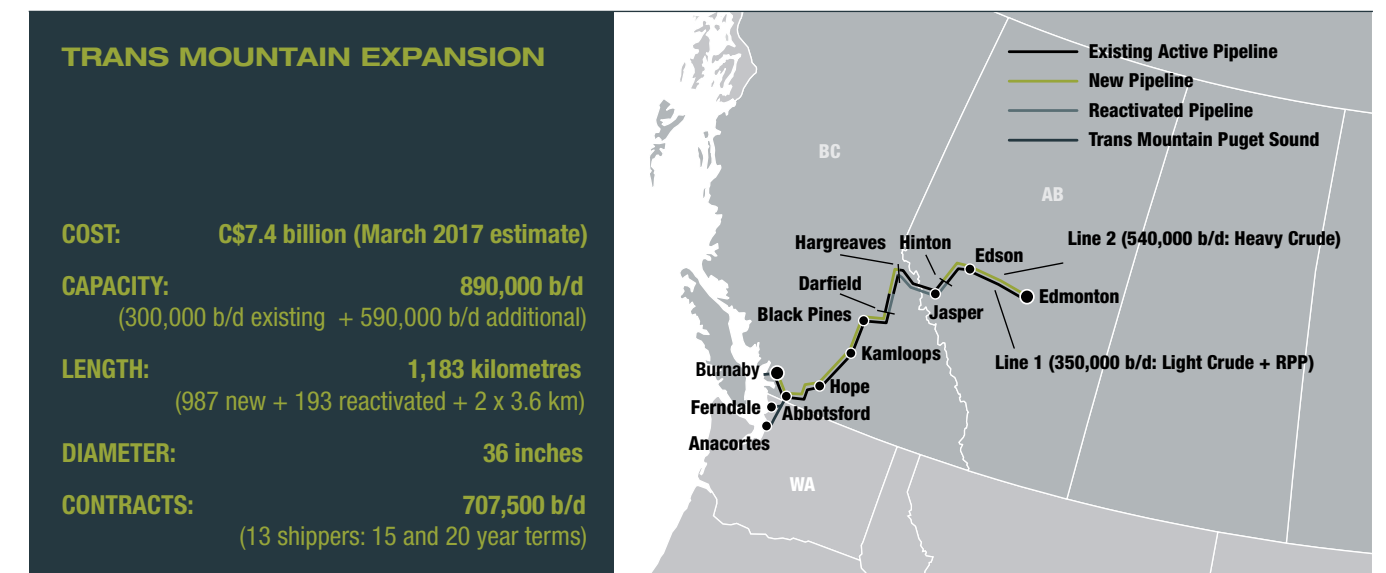 TRANS MOUNTAIN EXPANSION
COST: C$7.4 billion (March 2017 estimate)
CAPACITY: 890,000 b/d
(300,000 b/d existing + 590,000 b/d additional)
LENGTH: 1,183 kilometres
(987 new + 193 reactivated + 2 x 3.6 km)
DIAMETER: 36 inches
CONTRACTS: 707,500 b/d
(13 shippers: 15 and 20 year terms)
Existing Active Pipeline
New Pipeline
Reactivated Pipeline
Trans Mountain Puget Sound
BC
AB
Line 2 (540,000 b/d: Heavy Crude)
Hargreaves
Hinton
Edson
Darfield
Edmonton
Black Pines
Jasper
Kamloops
Line 1 (350,000 b/d: Light Crude + RPP)
Burnaby
Hope
Ferndale
Abbotsford
Anacortes
WA